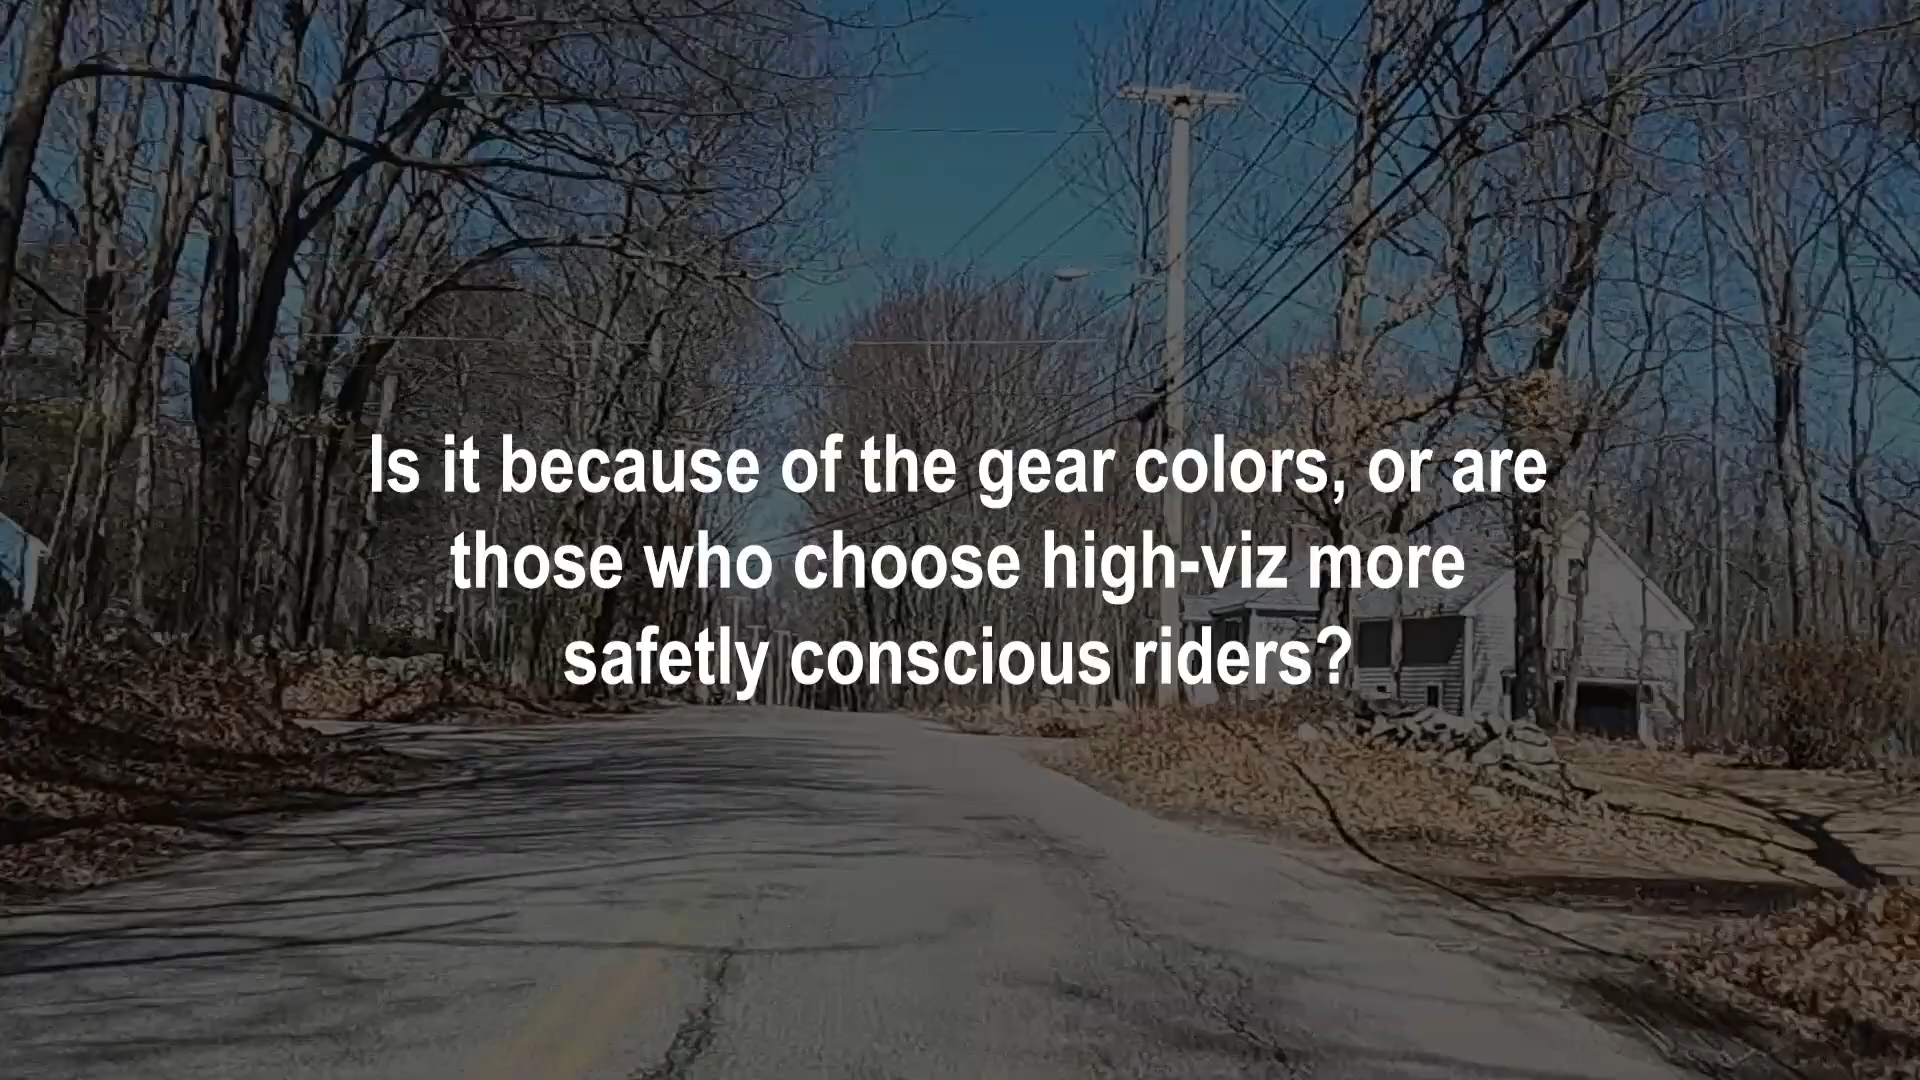 Is it because of the gear colors, or are
those who choose high-viz more
safetly conscious riders?